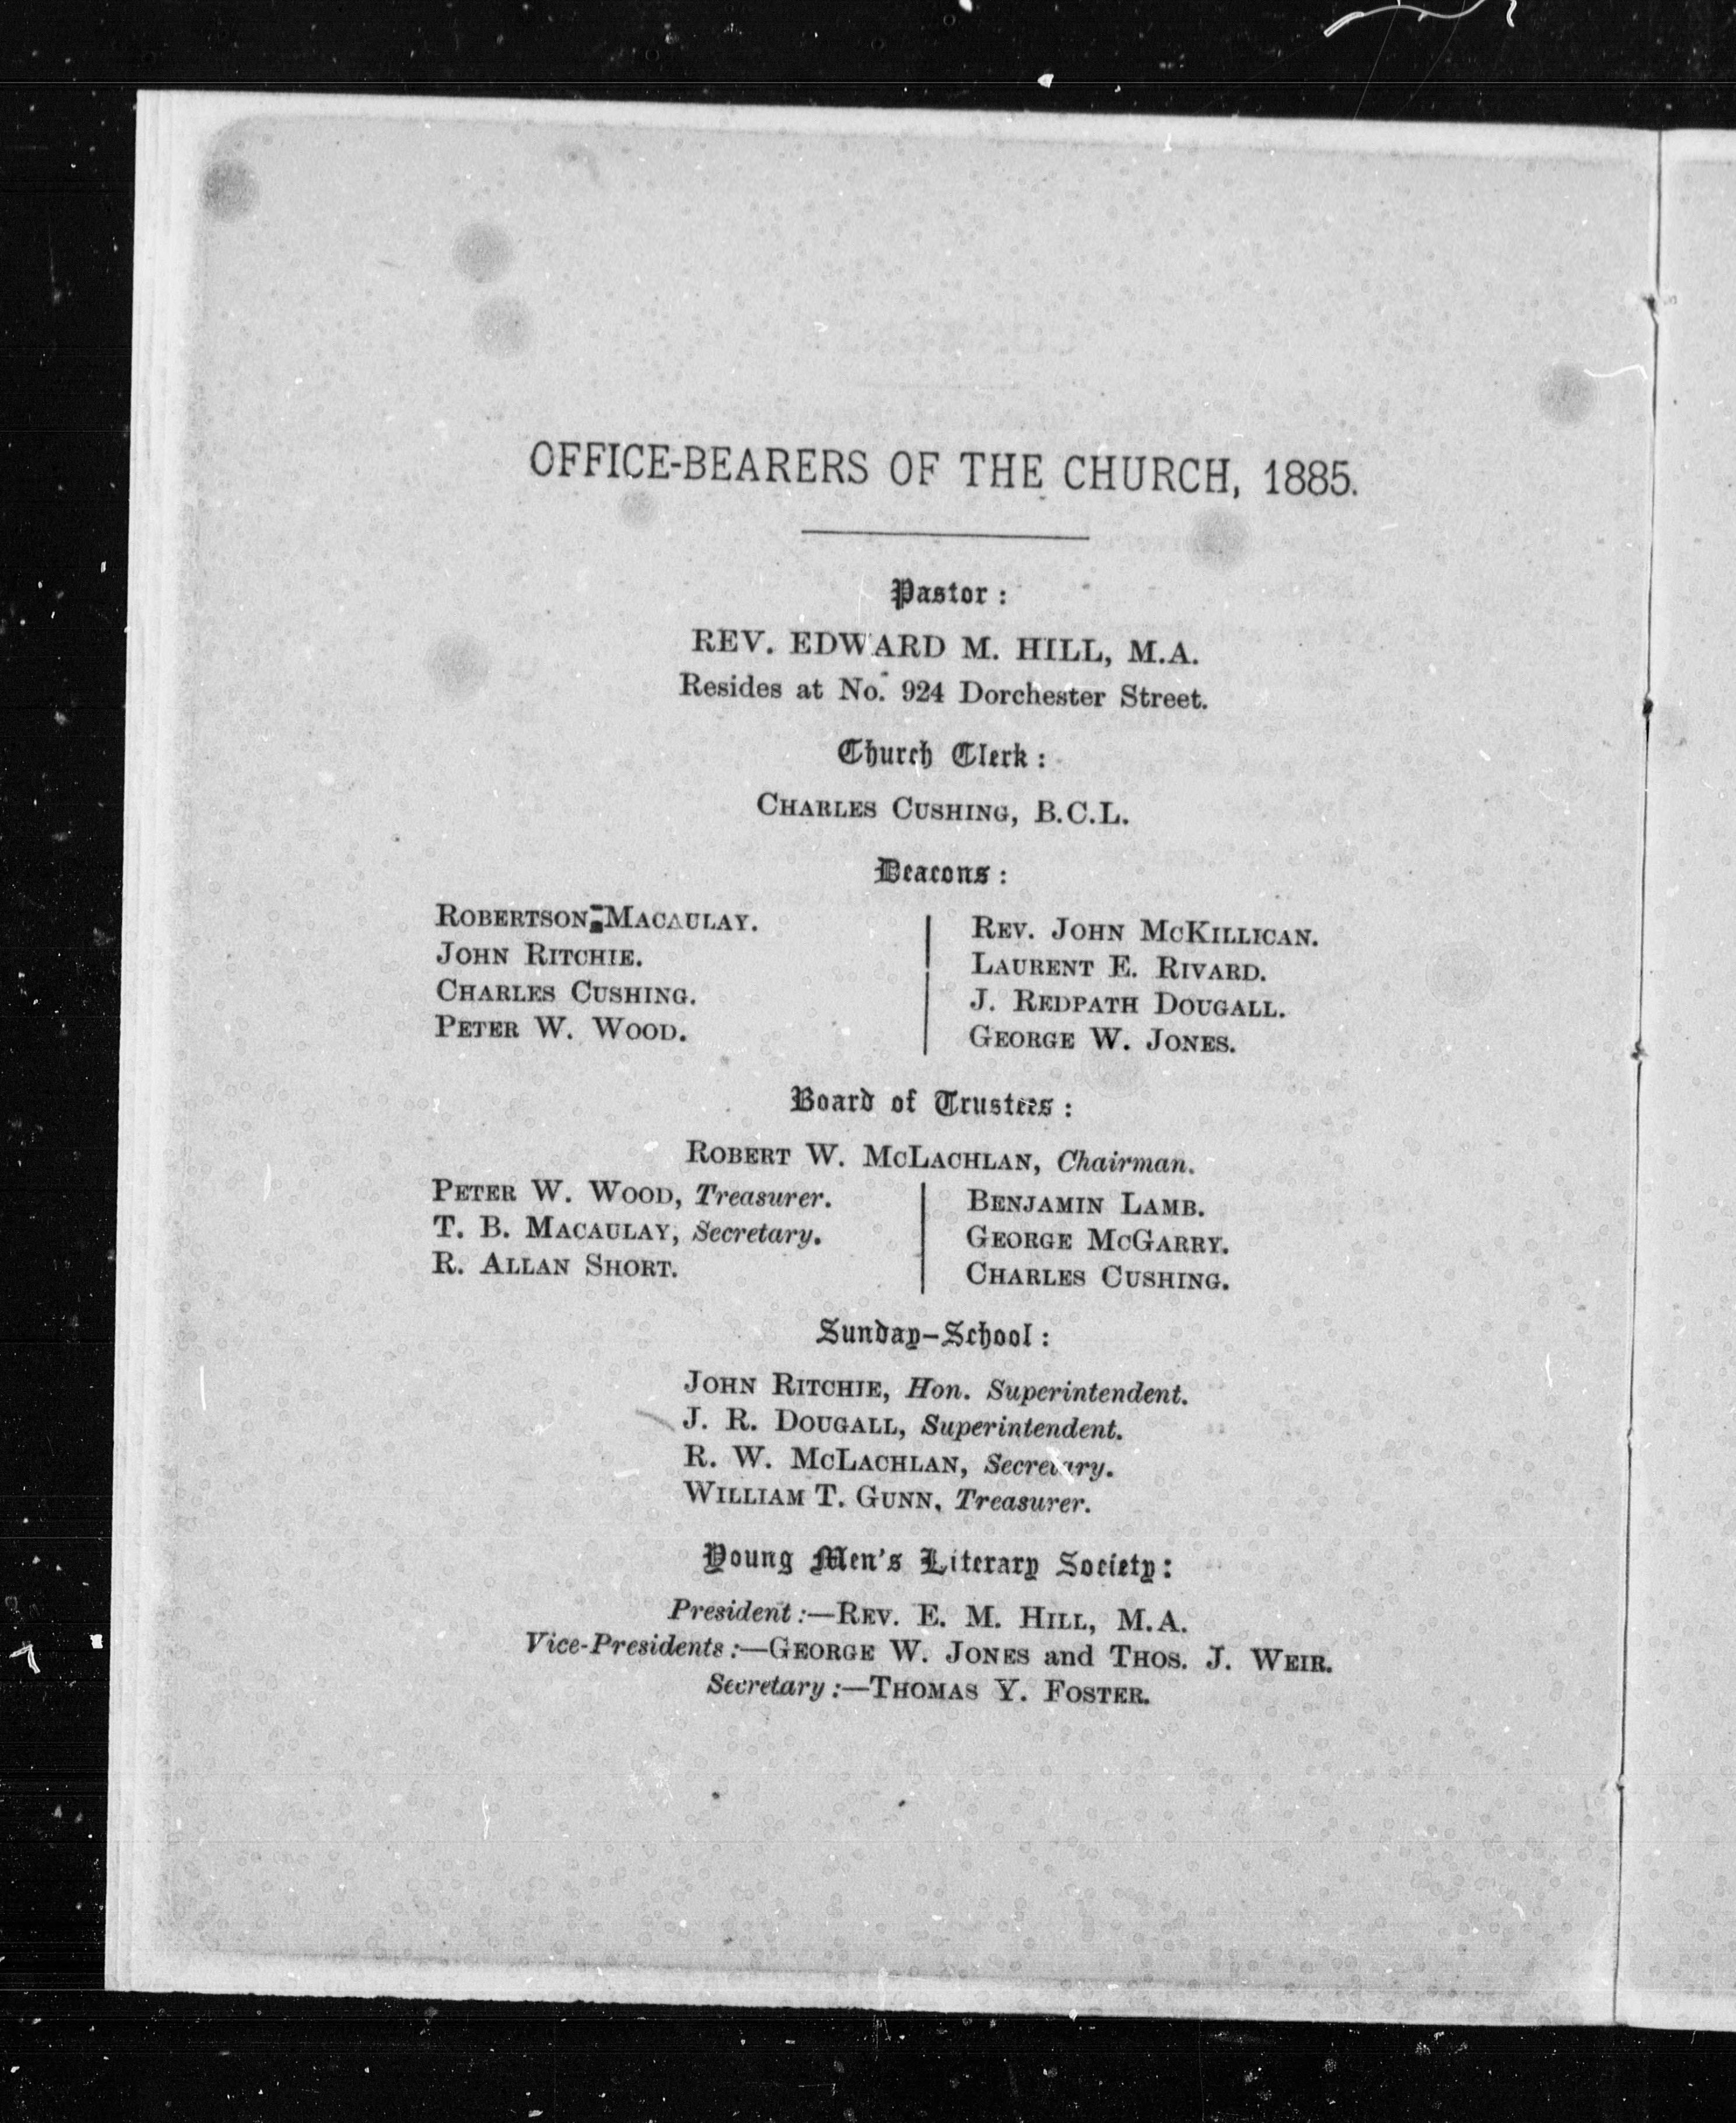 OFFICE-BEARERS OF THE CHURCH, 1885.
Pastor :
REV. EDWARD M. HILL, M.A.
Resides at No. 924 Dorchester Street.
Church Clerk :
CHARLES CUSHING, B.C.L.
Deacons :
ROBERTSON MACAULAY.
JOHN RITCHIE.
CHARLES CUSHING.
PETER W. WOOD.
REV. JOHN MCKILLICAN.
LAURENT E. RIVARD.
J. REDPATH DOUGALL.
GEORGE W. JONES.
Board of Trustees :
ROBERT W. MCLACHLAN, Chairman.
PETER W. WOOD, Treasurer.
T. B. MACAULAY, Secretary.
R. ALLAN SHORT.
BENJAMIN LAMB.
GEORGE MCGARRY.
CHARLES CUSHING.
Sunday-School :
JOHN RITCHIE, Hon. Superintendent.
J. R. DOUGALL, Superintendent.
R. W. MCLACHLAN, Secretary.
WILLIAM T. GUNN, Treasurer.
Young Men's Literary Society :
President :—REV. E. M. HILL, M.A.
Vice-Presidents :—GEORGE W. JONES and THOS. J. WEIR.
Secretary :—THOMAS Y. FOSTER.